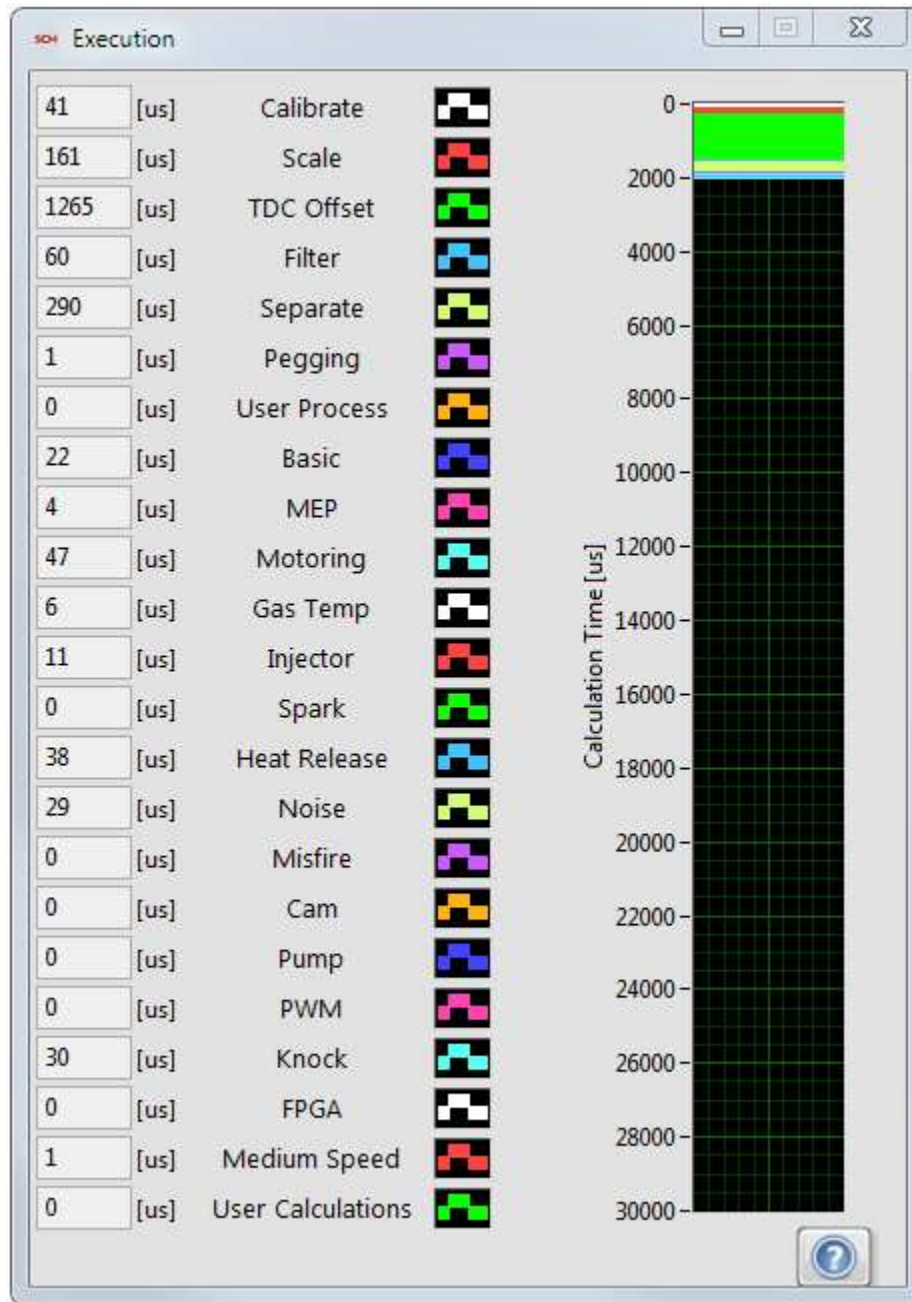 SCH Execution
41 [us] Calibrate
161 [us] Scale
1265 [us] TDC Offset
60 [us] Filter
290 [us] Separate
1 [us] Pegging
0 [us] User Process
22 [us] Basic
4 [us] MEP
47 [us] Motoring
6 [us] Gas Temp
11 [us] Injector
0 [us] Spark
38 [us] Heat Release
29 [us] Noise
0 [us] Misfire
0 [us] Cam
0 [us] Pump
0 [us] PWM
30 [us] Knock
0 [us] FPGA
1 [us] Medium Speed
0 [us] User Calculations
Calculation Time [us]
0
2000
4000
6000
8000
10000
12000
14000
16000
18000
20000
22000
24000
26000
28000
30000
?